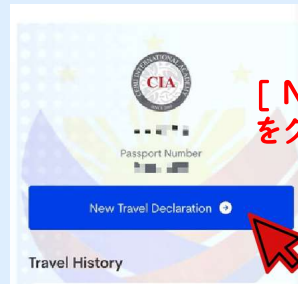 CIA
[ N
をク
Passport Number
New Travel Declaration
Travel History